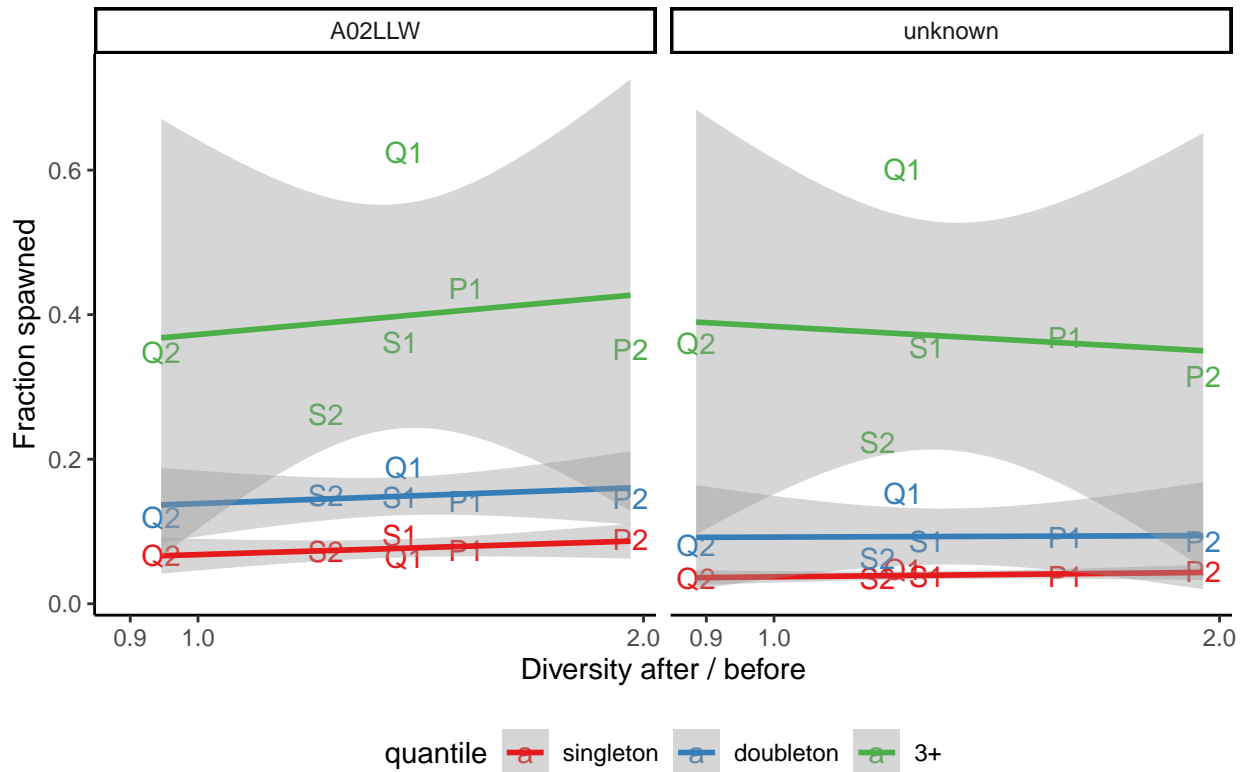 A02LLW
unknown
Fraction spawned
0.6
0.4
0.2
0.0
Q1
P1
S1
Q2
P2
S2
Q1
S2
S1
P1
P2
Q2
S1
S2
P1
P2
Q1
Q2
Q1
P1
S1
Q2
P2
S2
Q1
S1
P1
P2
Q2
S2
Q1
S1
P1
P2
S2
Q2
0.9 1.0 2.0
0.9 1.0 2.0
Diversity after / before
quantile a singleton a doubleton a 3+